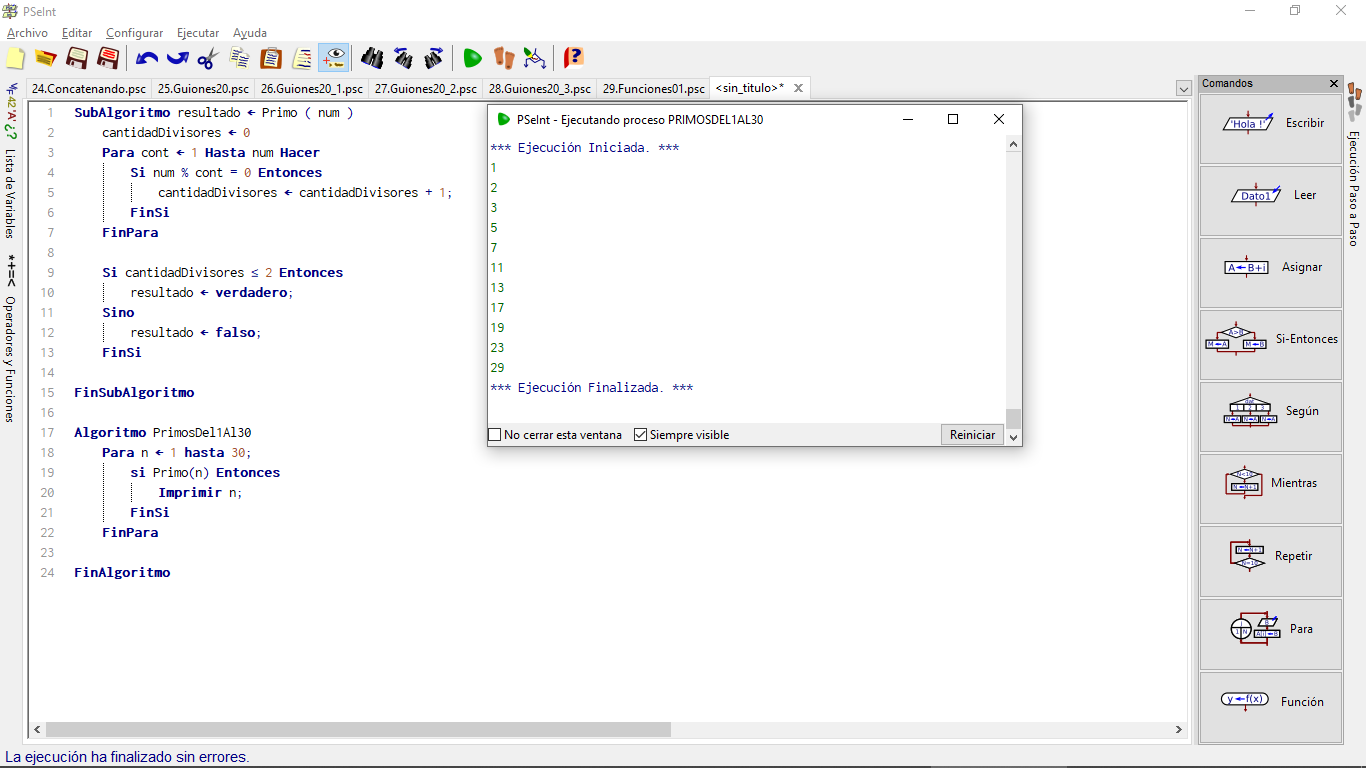 PSeInt
Archivo Editar Configurar Ejecutar Ayuda
24.Concatenando.psc 25.Guiones20.psc 26.Guiones20_1.psc 27.Guiones20_2.psc 28.Guiones20_3.psc 29.Funciones01.psc <sin_titulo>*
Lista de Variables
*+=<
Operadores y Funciones
1 SubAlgoritmo resultado ← Primo ( num )
2 cantidadDivisores ← 0
3 Para cont ← 1 Hasta num Hacer
4 Si num % cont = 0 Entonces
5 cantidadDivisores ← cantidadDivisores + 1;
6 FinSi
7 FinPara
8
9 Si cantidadDivisores ≤ 2 Entonces
10 resultado ← verdadero;
11 Sino
12 resultado ← falso;
13 FinSi
14
15 FinSubAlgoritmo
16
17 Algoritmo PrimosDel1Al30
18 Para n ← 1 hasta 30;
19 si Primo(n) Entonces
20 Imprimir n;
21 FinSi
22 FinPara
23
24 FinAlgoritmo
PSeInt - Ejecutando proceso PRIMOSDEL1AL30
*** Ejecución Iniciada. ***
1
2
3
5
7
11
13
17
19
23
29
*** Ejecución Finalizada. ***
No cerrar esta ventana Siempre visible Reiniciar
Comandos
'Hola !' Escribir
Dato1 Leer
A←B+i Asignar
A>B M←A M←B Si-Entonces
Según
Mientras
Repetir
Para
y←f(x) Función
Ejecución Paso a Paso
La ejecución ha finalizado sin errores.